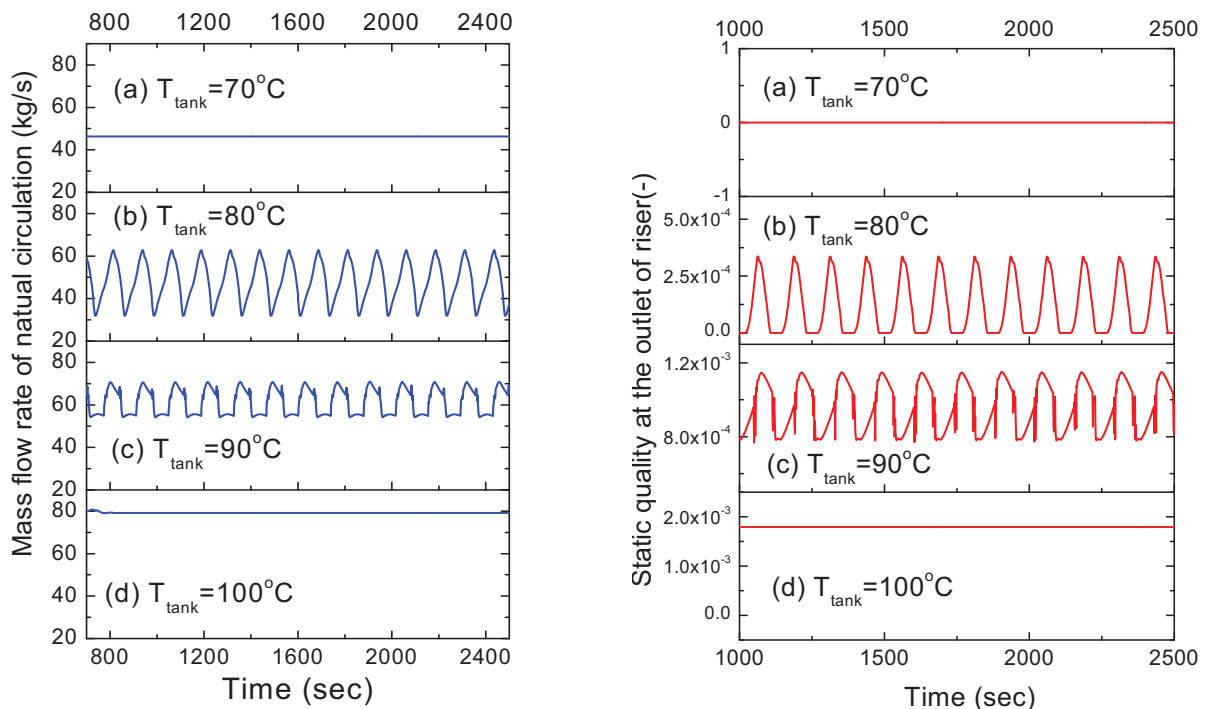 800 1200 1600 2000 2400
Mass flow rate of natual circulation (kg/s)
80
60
40
20
(a) T_tank=70°C
80
60
40
20
(b) T_tank=80°C
80
60
40
20
(c) T_tank=90°C
80
60
40
20
(d) T_tank=100°C
800 1200 1600 2000 2400
Time (sec)
1000 1500 2000 2500
Static quality at the outlet of riser(-)
1
0
-1
(a) T_tank=70°C
5.0x10⁻⁴
2.5x10⁻⁴
0.0
(b) T_tank=80°C
1.2x10⁻³
8.0x10⁻⁴
(c) T_tank=90°C
2.0x10⁻³
1.0x10⁻³
0.0
(d) T_tank=100°C
1000 1500 2000 2500
Time (sec)